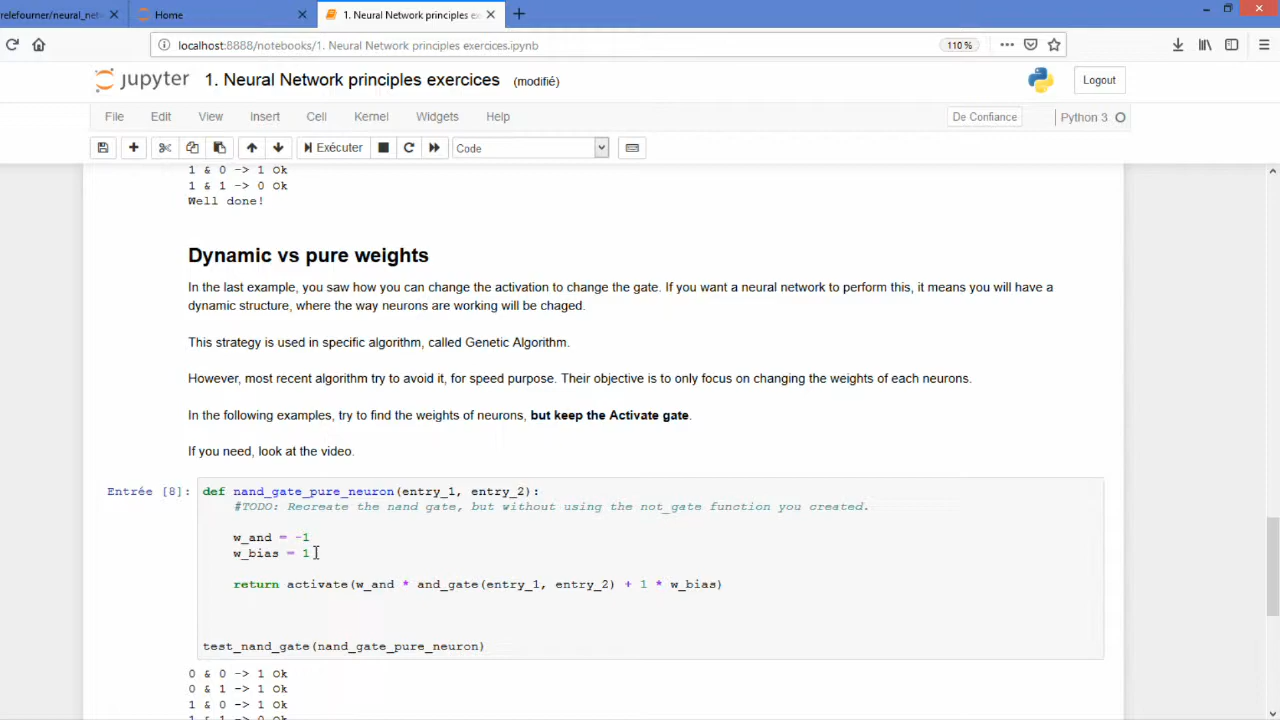 relefourner/neural_net
Home
1. Neural Network principles exe
localhost:8888/notebooks/1. Neural Network principles exercices.ipynb
110 %
jupyter
1. Neural Network principles exercices
(modifié)
Logout
File Edit View Insert Cell Kernel Widgets Help
De Confiance
Python 3
Exécuter
Code
1 & 0 -> 1 Ok
1 & 1 -> 0 Ok
Well done!
Dynamic vs pure weights
In the last example, you saw how you can change the activation to change the gate. If you want a neural network to perform this, it means you will have a
dynamic structure, where the way neurons are working will be chaged.
This strategy is used in specific algorithm, called Genetic Algorithm.
However, most recent algorithm try to avoid it, for speed purpose. Their objective is to only focus on changing the weights of each neurons.
In the following examples, try to find the weights of neurons, but keep the Activate gate.
If you need, look at the video.
Entrée [8]:
def nand_gate_pure_neuron(entry_1, entry_2):
#TODO: Recreate the nand gate, but without using the not_gate function you created.
w_and = -1
w_bias = 1
return activate(w_and * and_gate(entry_1, entry_2) + 1 * w_bias)
test_nand_gate(nand_gate_pure_neuron)
0 & 0 -> 1 Ok
0 & 1 -> 1 Ok
1 & 0 -> 1 Ok
1 & 1 -> 0 Ok